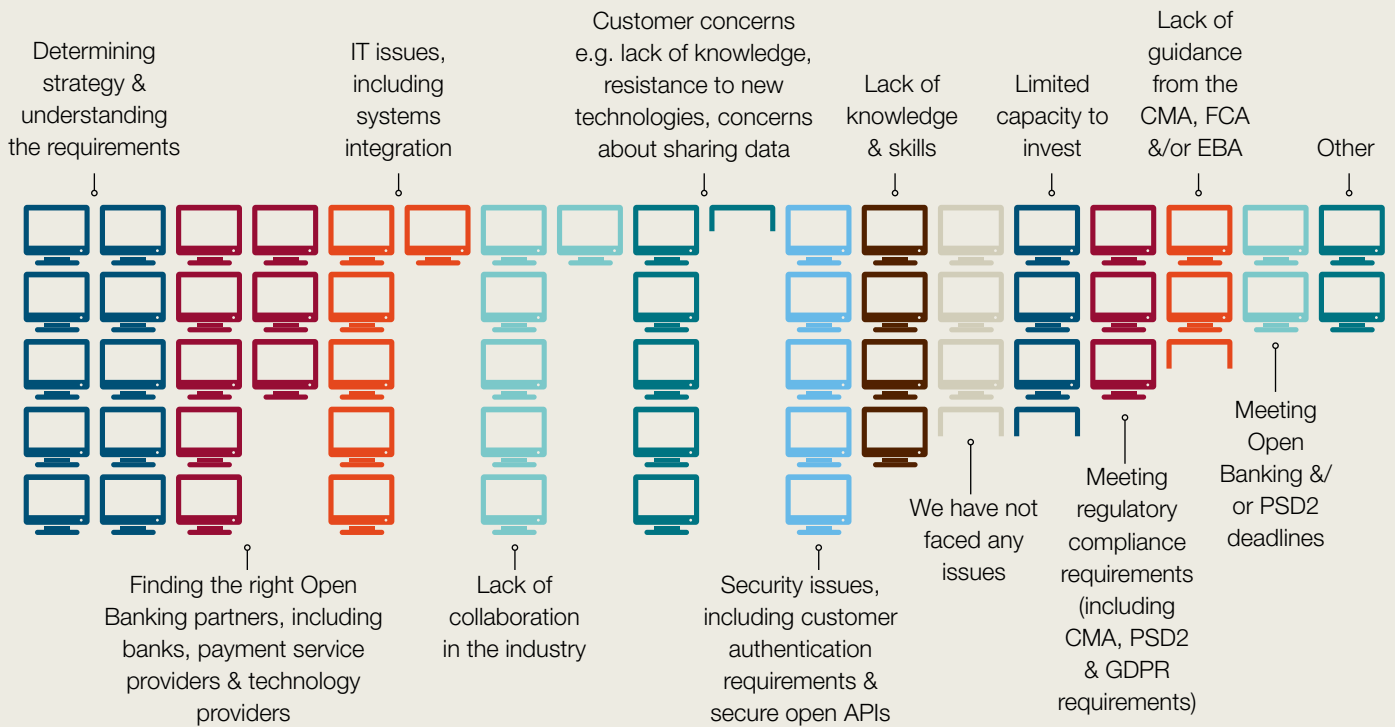 Determining
strategy &
understanding
the requirements
IT issues,
including
systems
integration
Customer concerns
e.g. lack of knowledge,
resistance to new
technologies, concerns
about sharing data
Lack of
knowledge
& skills
Limited
capacity to
invest
Lack of
guidance
from the
CMA, FCA
&/or EBA
Other
Finding the right Open
Banking partners, including
banks, payment service
providers & technology
providers
Lack of
collaboration
in the industry
Security issues,
including customer
authentication
requirements &
secure open APIs
We have not
faced any
issues
Meeting
regulatory
compliance
requirements
(including
CMA, PSD2
& GDPR
requirements)
Meeting
Open
Banking &/
or PSD2
deadlines